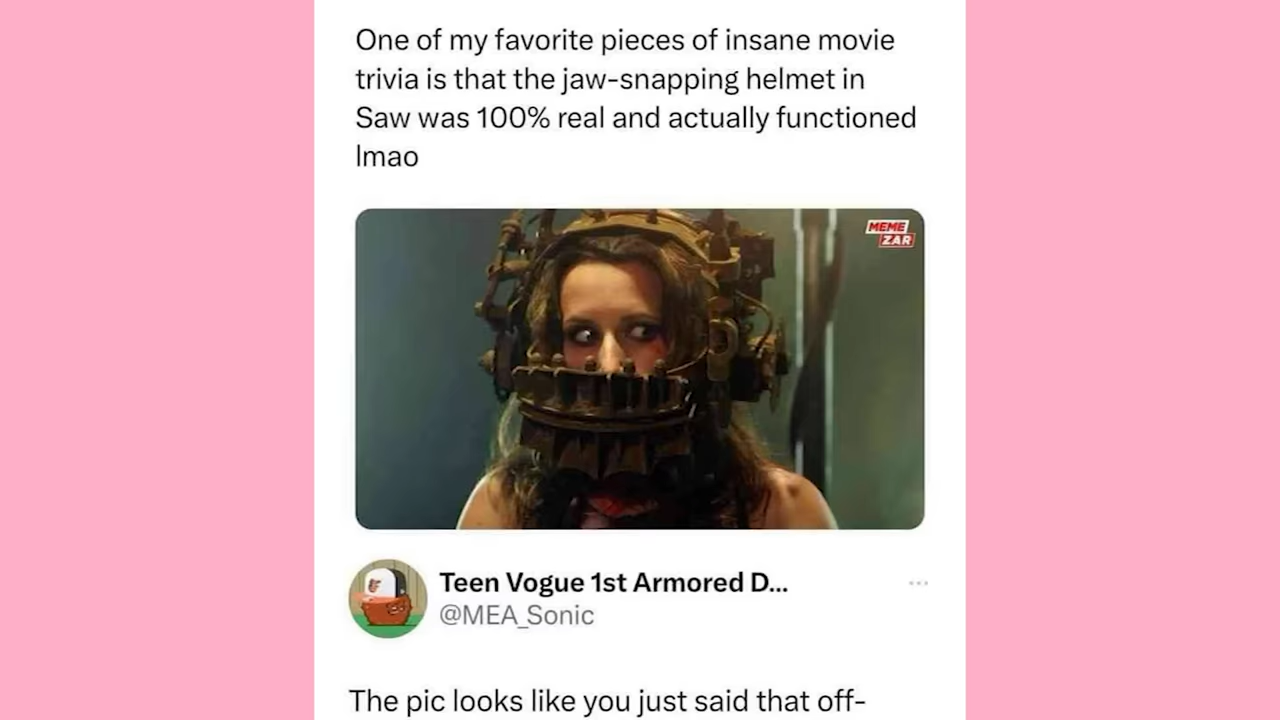 One of my favorite pieces of insane movie
trivia is that the jaw-snapping helmet in
Saw was 100% real and actually functioned
lmao
MEME
ZAR
Teen Vogue 1st Armored D...
@MEA_Sonic
The pic looks like you just said that off-